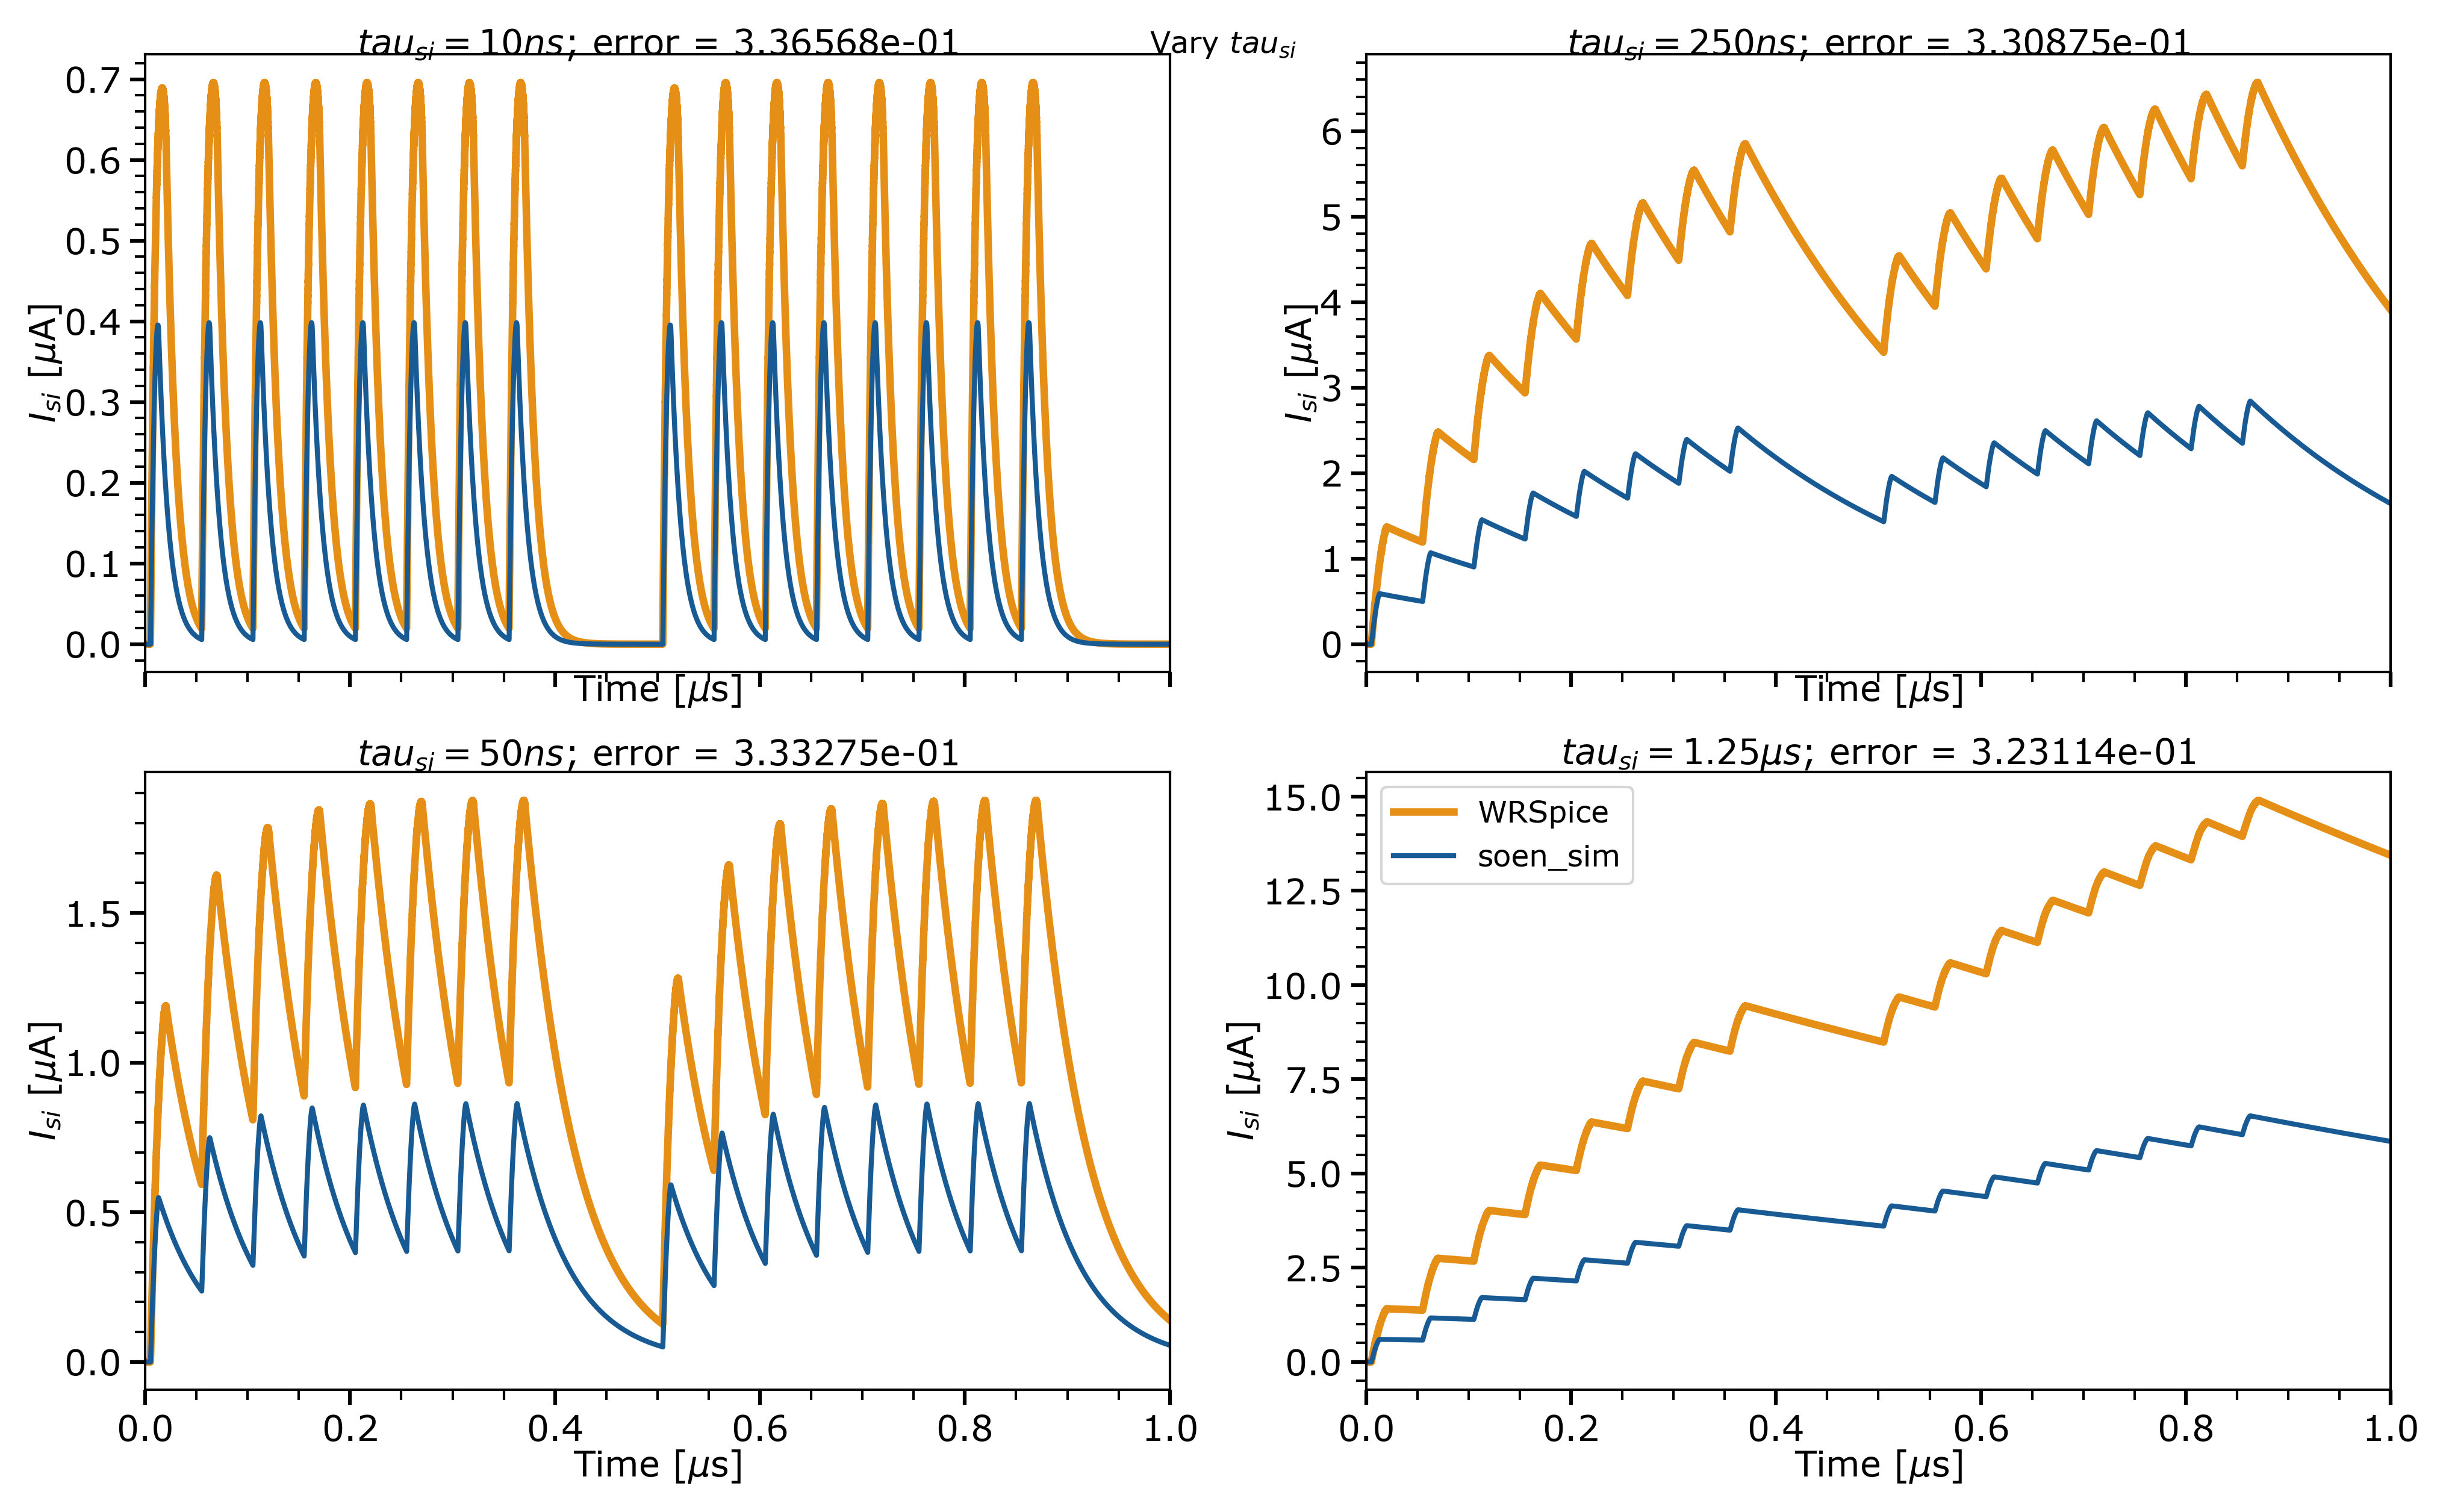 Vary tau_si
tau_si = 10ns; error = 3.36568e-01
I_si [μA]
0.7
0.6
0.5
0.4
0.3
0.2
0.1
0.0
Time [μs]
tau_si = 250ns; error = 3.30875e-01
I_si [μA]
6
5
4
3
2
1
0
Time [μs]
tau_si = 50ns; error = 3.33275e-01
I_si [μA]
1.5
1.0
0.5
0.0
0.0 0.2 0.4 0.6 0.8 1.0
Time [μs]
tau_si = 1.25μs; error = 3.23114e-01
WRSpice
soen_sim
I_si [μA]
15.0
12.5
10.0
7.5
5.0
2.5
0.0
0.0 0.2 0.4 0.6 0.8 1.0
Time [μs]